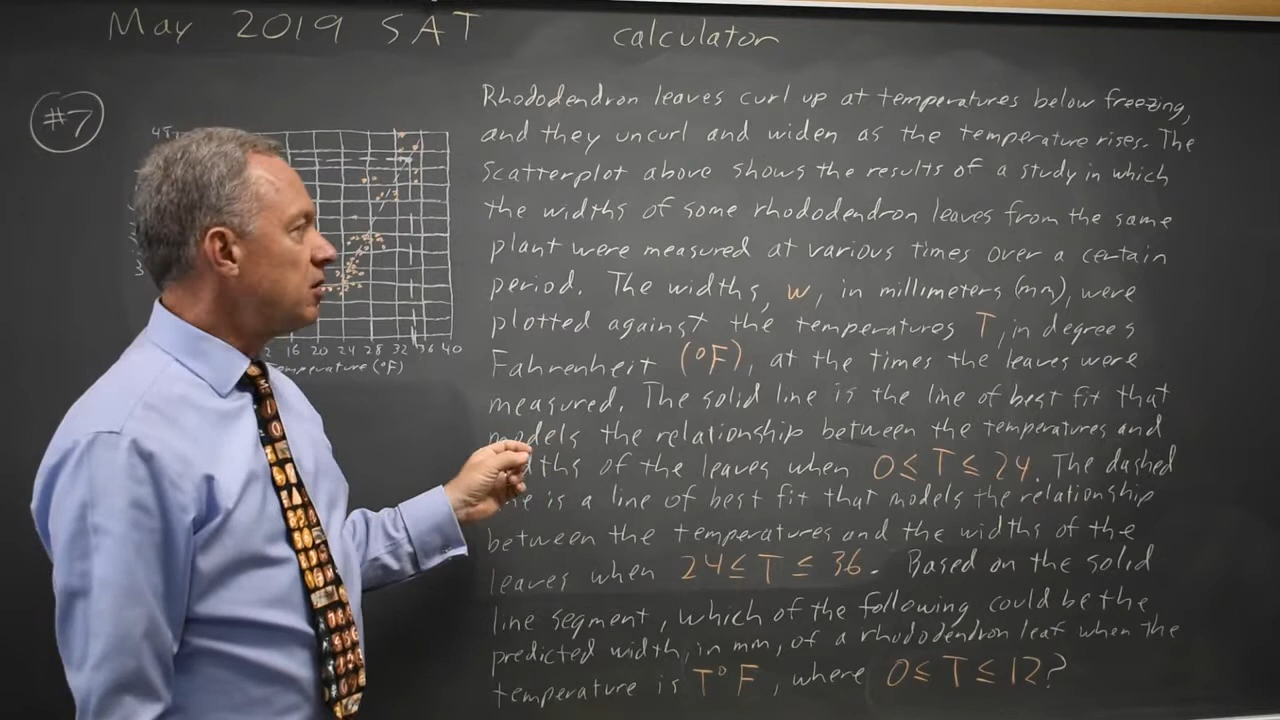 May 2019 SAT calculator
#7
45
3
16 20 24 28 32 36 40
(°F)
Rhododendron leaves curl up at temperatures below freezing,
and they uncurl and widen as the temperature rises. The
scatterplot above shows the results of a study in which
the widths of some rhododendron leaves from the same
plant were measured at various times over a certain
period. The widths, w, in millimeters (mm), were
plotted against the temperatures T, in degrees
Fahrenheit (°F), at the times the leaves were
measured. The solid line is the line of best fit that
models the relationship between the temperatures and
of the leaves when 0 ≤ T ≤ 24. The dashed
is a line of best fit that models the relationship
between the temperatures and the widths of the
leaves when 24 ≤ T ≤ 36. Based on the solid
line segment, which of the following could be the
predicted width, in mm, of a rhododendron leaf when the
temperature is T°F, where 0 ≤ T ≤ 12?